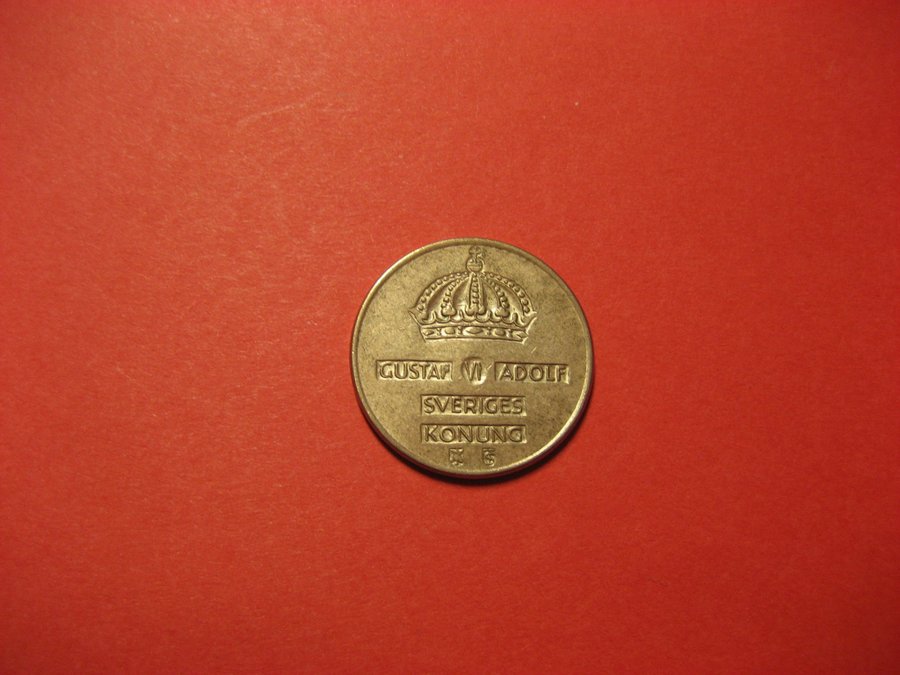 GUSTAF VI ADOLF
SVERIGES
KONUNG